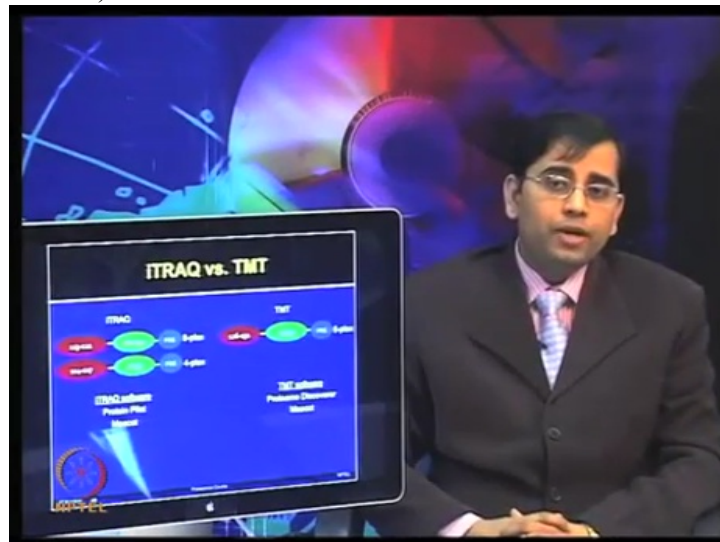 iTRAQ vs. TMT
iTRAQ
TMT
8-plex
6-plex
4-plex
iTRAQ software
Protein Pilot
Mascot
TMT software
Proteome Discoverer
Mascot
NPTEL